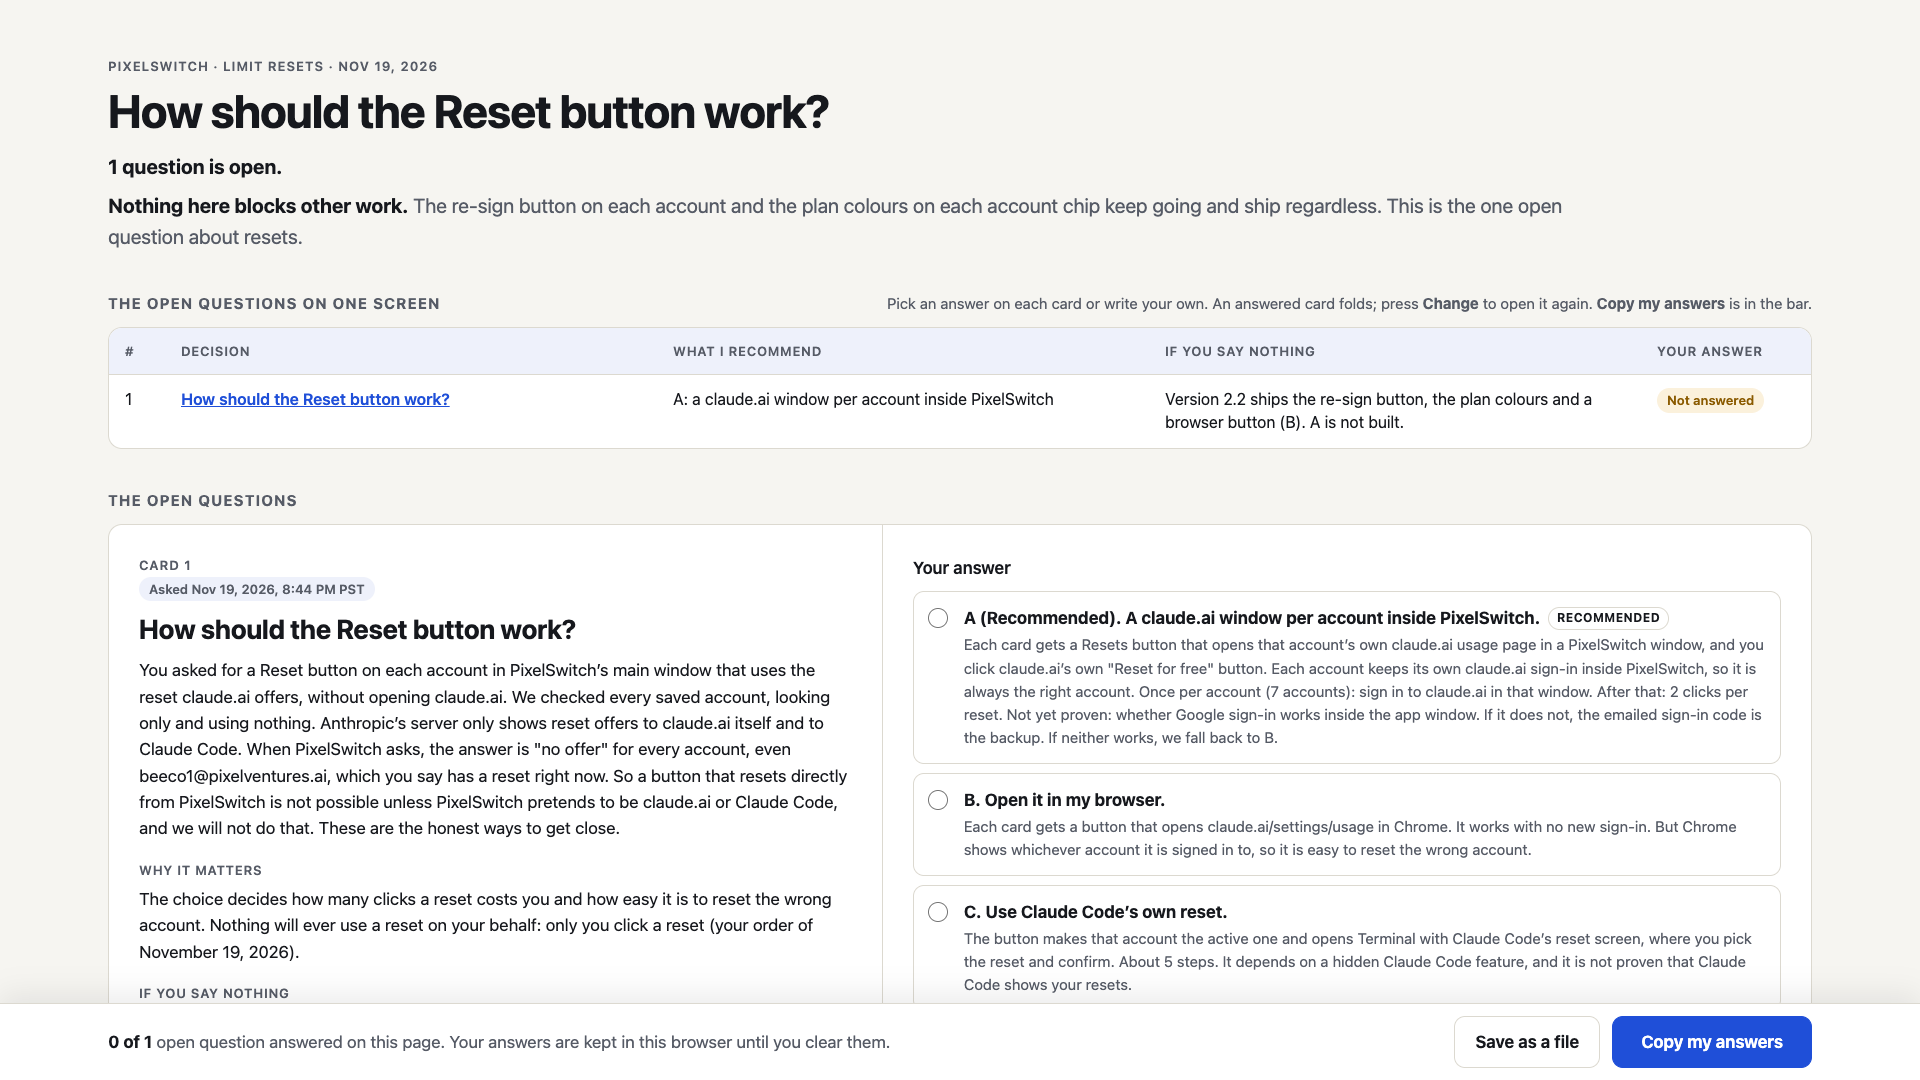 PIXELSWITCH · LIMIT RESETS · NOV 19, 2026
How should the Reset button work?
1 question is open.
Nothing here blocks other work. The re-sign button on each account and the plan colours on each account chip keep going and ship regardless. This is the one open
question about resets.
THE OPEN QUESTIONS ON ONE SCREEN
Pick an answer on each card or write your own. An answered card folds; press Change to open it again. Copy my answers is in the bar.
# DECISION WHAT I RECOMMEND IF YOU SAY NOTHING YOUR ANSWER
1 How should the Reset button work? A: a claude.ai window per account inside PixelSwitch Version 2.2 ships the re-sign button, the plan colours and a Not answered
browser button (B). A is not built.
THE OPEN QUESTIONS
CARD 1
Asked Nov 19, 2026, 8:44 PM PST
How should the Reset button work?
You asked for a Reset button on each account in PixelSwitch’s main window that uses the
reset claude.ai offers, without opening claude.ai. We checked every saved account, looking
only and using nothing. Anthropic’s server only shows reset offers to claude.ai itself and to
Claude Code. When PixelSwitch asks, the answer is "no offer" for every account, even
beeco1@pixelventures.ai, which you say has a reset right now. So a button that resets directly
from PixelSwitch is not possible unless PixelSwitch pretends to be claude.ai or Claude Code,
and we will not do that. These are the honest ways to get close.
WHY IT MATTERS
The choice decides how many clicks a reset costs you and how easy it is to reset the wrong
account. Nothing will ever use a reset on your behalf: only you click a reset (your order of
November 19, 2026).
IF YOU SAY NOTHING
Your answer
A (Recommended). A claude.ai window per account inside PixelSwitch. RECOMMENDED
Each card gets a Resets button that opens that account’s own claude.ai usage page in a PixelSwitch window, and you
click claude.ai’s own "Reset for free" button. Each account keeps its own claude.ai sign-in inside PixelSwitch, so it is
always the right account. Once per account (7 accounts): sign in to claude.ai in that window. After that: 2 clicks per
reset. Not yet proven: whether Google sign-in works inside the app window. If it does not, the emailed sign-in code is
the backup. If neither works, we fall back to B.
B. Open it in my browser.
Each card gets a button that opens claude.ai/settings/usage in Chrome. It works with no new sign-in. But Chrome
shows whichever account it is signed in to, so it is easy to reset the wrong account.
C. Use Claude Code’s own reset.
The button makes that account the active one and opens Terminal with Claude Code’s reset screen, where you pick
the reset and confirm. About 5 steps. It depends on a hidden Claude Code feature, and it is not proven that Claude
Code shows your resets.
0 of 1 open question answered on this page. Your answers are kept in this browser until you clear them.
Save as a file
Copy my answers